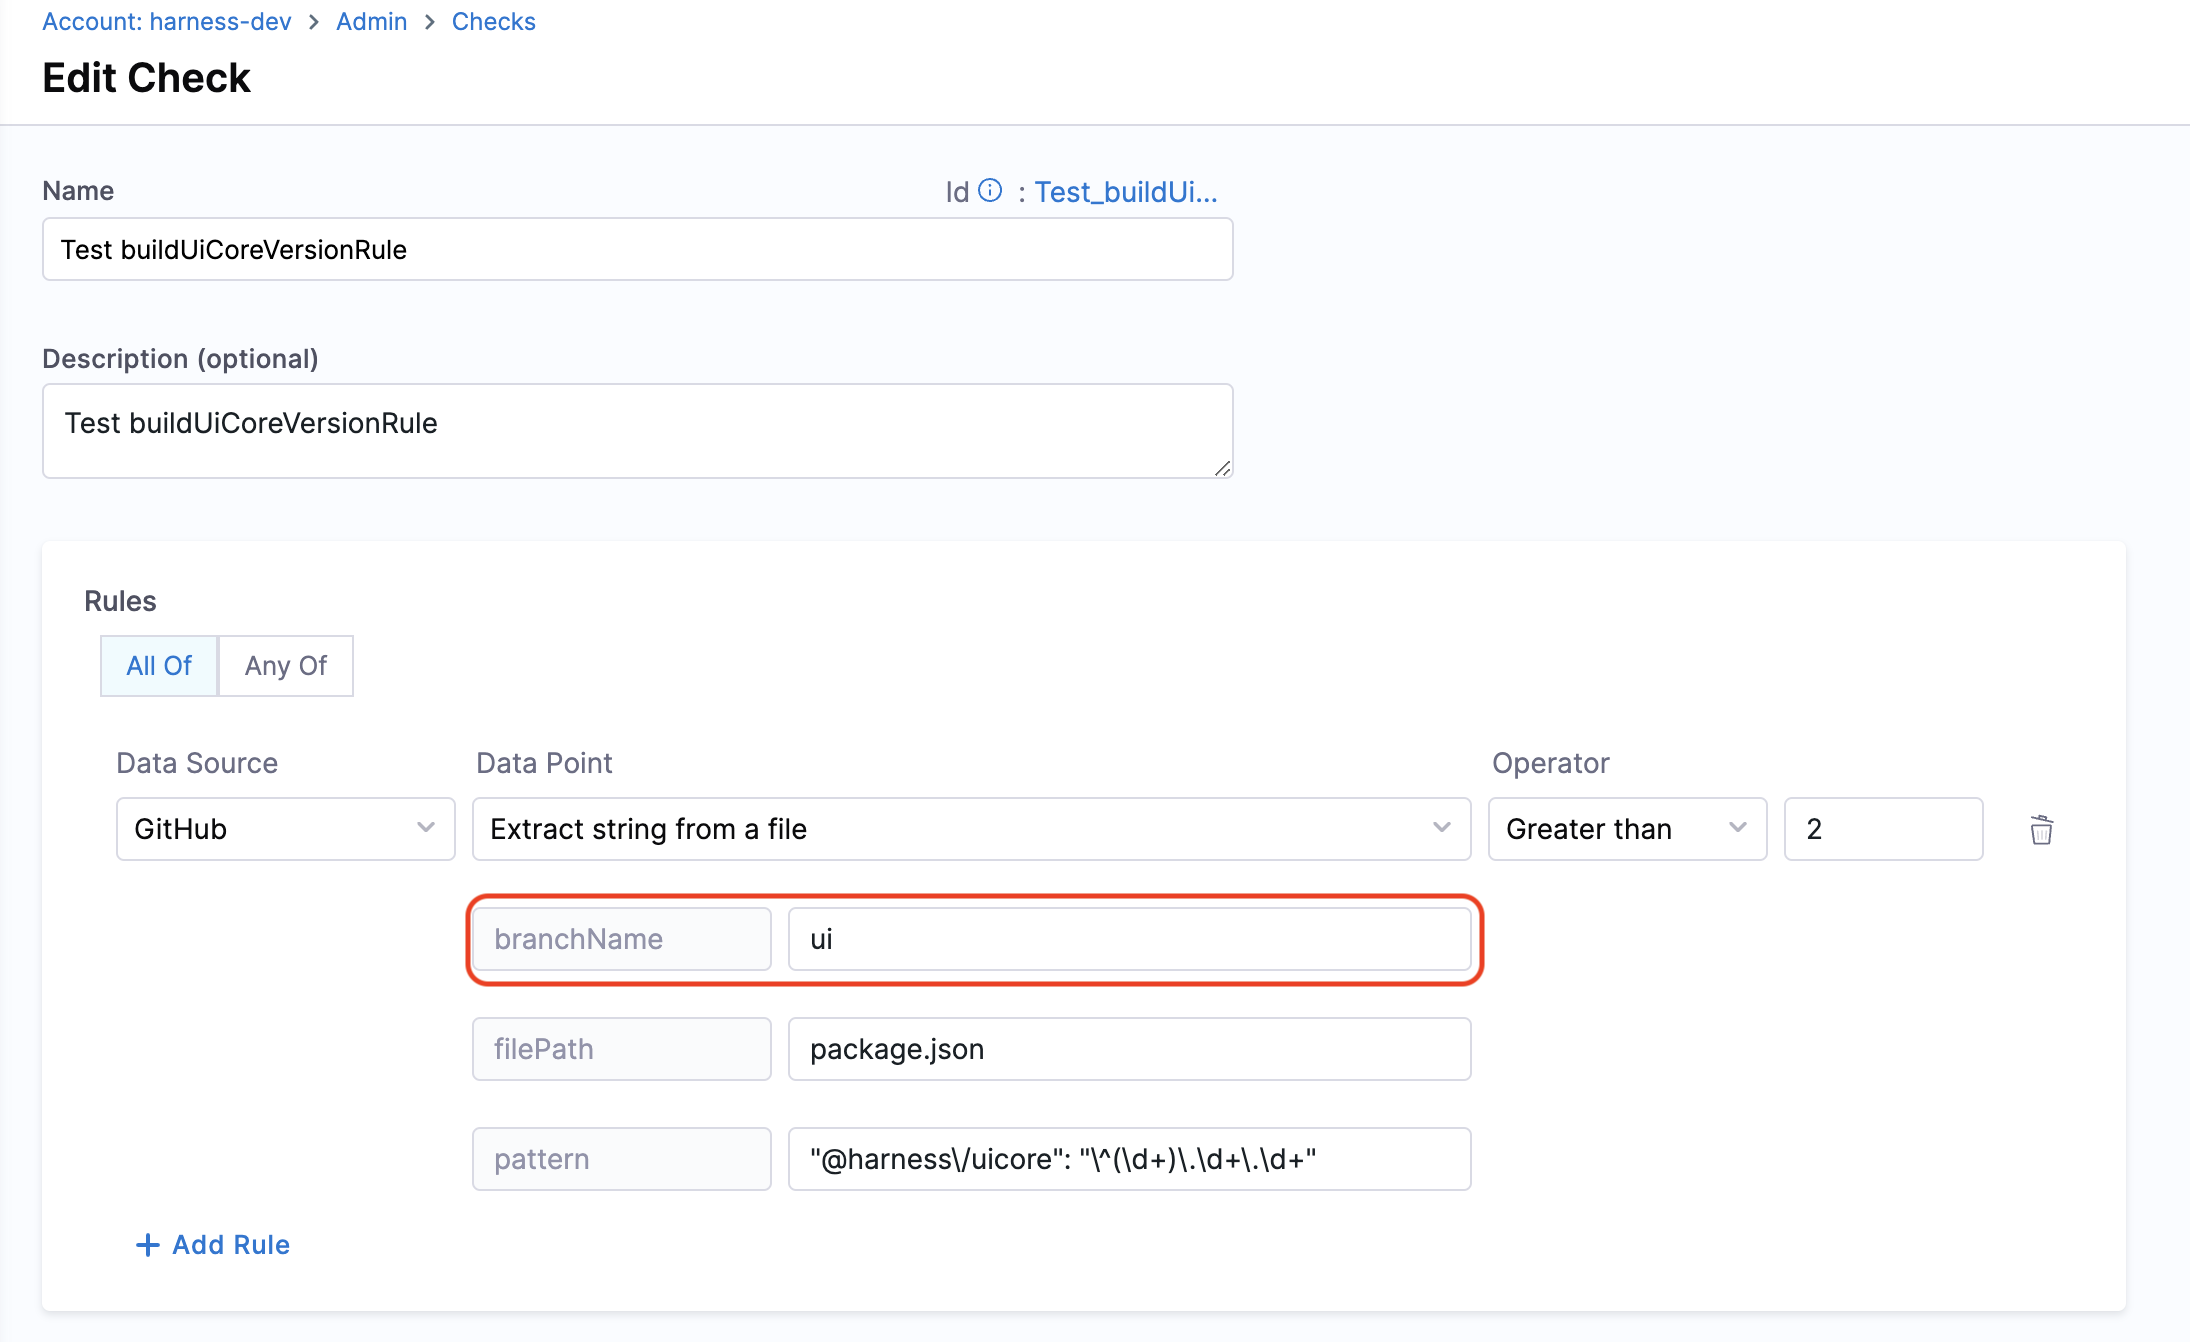 Account: harness-dev > Admin > Checks
Edit Check
Name
Id : Test_buildUi...
Test buildUiCoreVersionRule
Description (optional)
Test buildUiCoreVersionRule
Rules
All Of Any Of
Data Source Data Point Operator
GitHub Extract string from a file Greater than 2
branchName ui
filePath package.json
pattern "@harness\/uicore": "\^(\d+)\.\d+\.\d+"
+ Add Rule